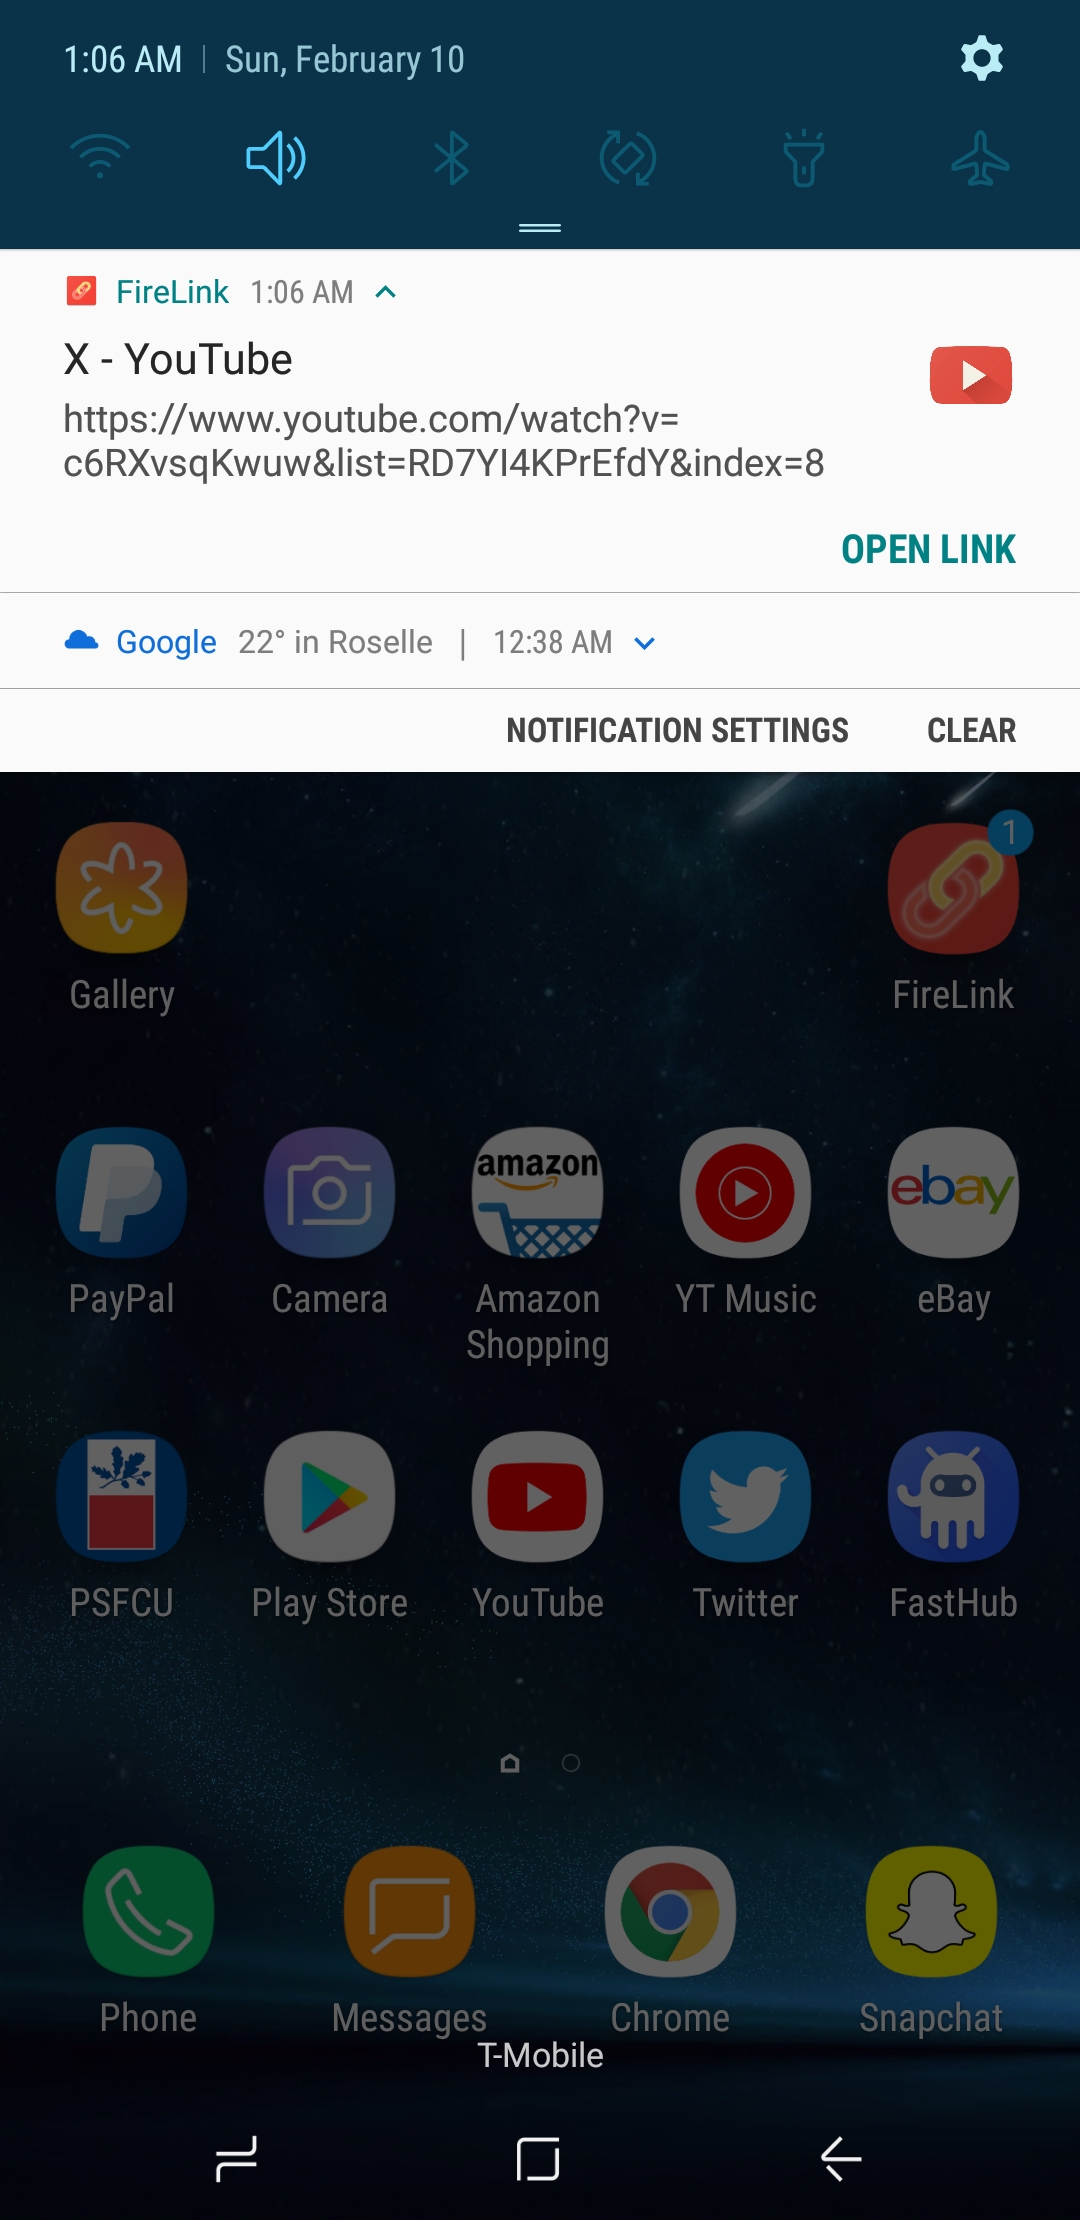 1:06 AM | Sun, February 10
FireLink 1:06 AM
X - YouTube
https://www.youtube.com/watch?v=
c6RXvsqKwuw&list=RD7YI4KPrEfdY&index=8
OPEN LINK
Google 22° in Roselle | 12:38 AM
NOTIFICATION SETTINGS CLEAR
1
Gallery FireLink
amazon
ebay
PayPal Camera Amazon Shopping YT Music eBay
PSFCU Play Store YouTube Twitter FastHub
Phone Messages Chrome Snapchat
T-Mobile